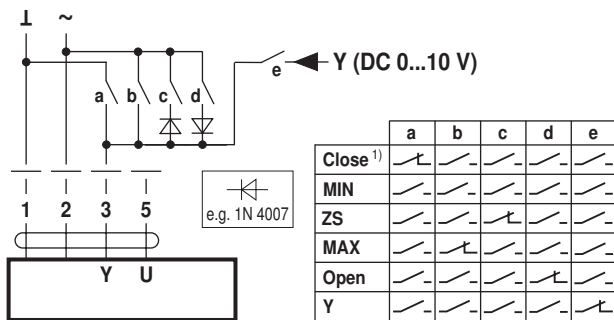 ⊥ ~
e Y (DC 0...10 V)
a b c d
a b c d e
Close 1)
MIN
ZS
MAX
Open
Y
e.g. 1N 4007
1 2 3 5
Y U